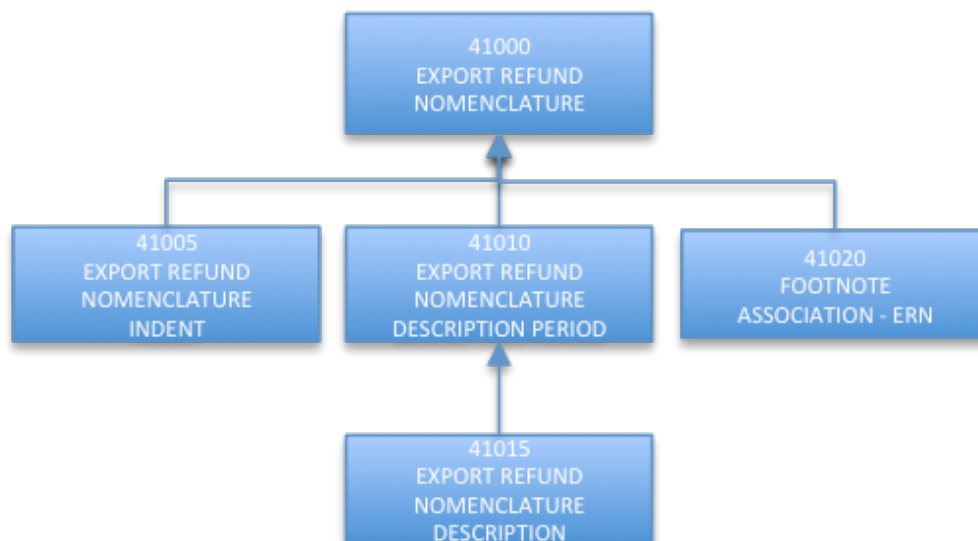 41000
EXPORT REFUND
NOMENCLATURE
41005
EXPORT REFUND
NOMENCLATURE
INDENT
41010
EXPORT REFUND
NOMENCLATURE
DESCRIPTION PERIOD
41020
FOOTNOTE
ASSOCIATION - ERN
41015
EXPORT REFUND
NOMENCLATURE
DESCRIPTION